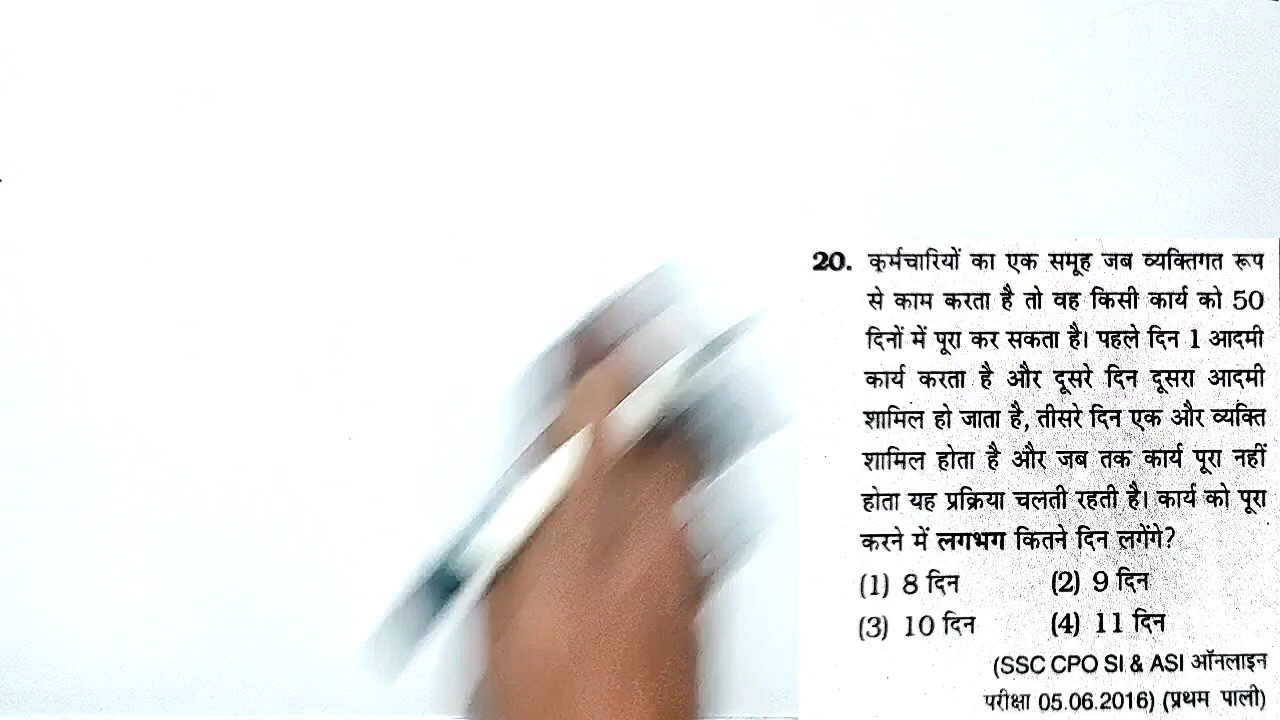 20. कर्मचारियों का एक समूह जब व्यक्तिगत रूप
से काम करता है तो वह किसी कार्य को 50
दिनों में पूरा कर सकता है। पहले दिन 1 आदमी
कार्य करता है और दूसरे दिन दूसरा आदमी
शामिल हो जाता है, तीसरे दिन एक और व्यक्ति
शामिल होता है और जब तक कार्य पूरा नहीं
होता यह प्रक्रिया चलती रहती है। कार्य को पूरा
करने में लगभग कितने दिन लगेंगे?
(1) 8 दिन (2) 9 दिन
(3) 10 दिन (4) 11 दिन
(SSC CPO SI & ASI ऑनलाइन
परीक्षा 05.06.2016) (प्रथम पाली)